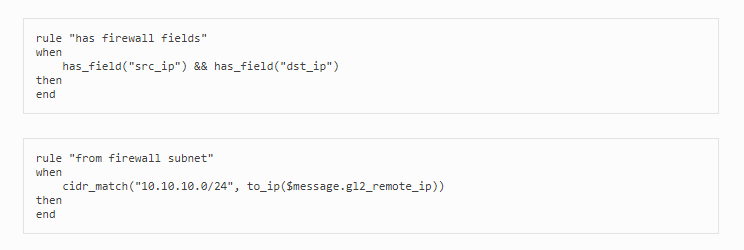 rule "has firewall fields"
when
    has_field("src_ip") && has_field("dst_ip")
then
end
rule "from firewall subnet"
when
    cidr_match("10.10.10.0/24", to_ip($message.gl2_remote_ip))
then
end